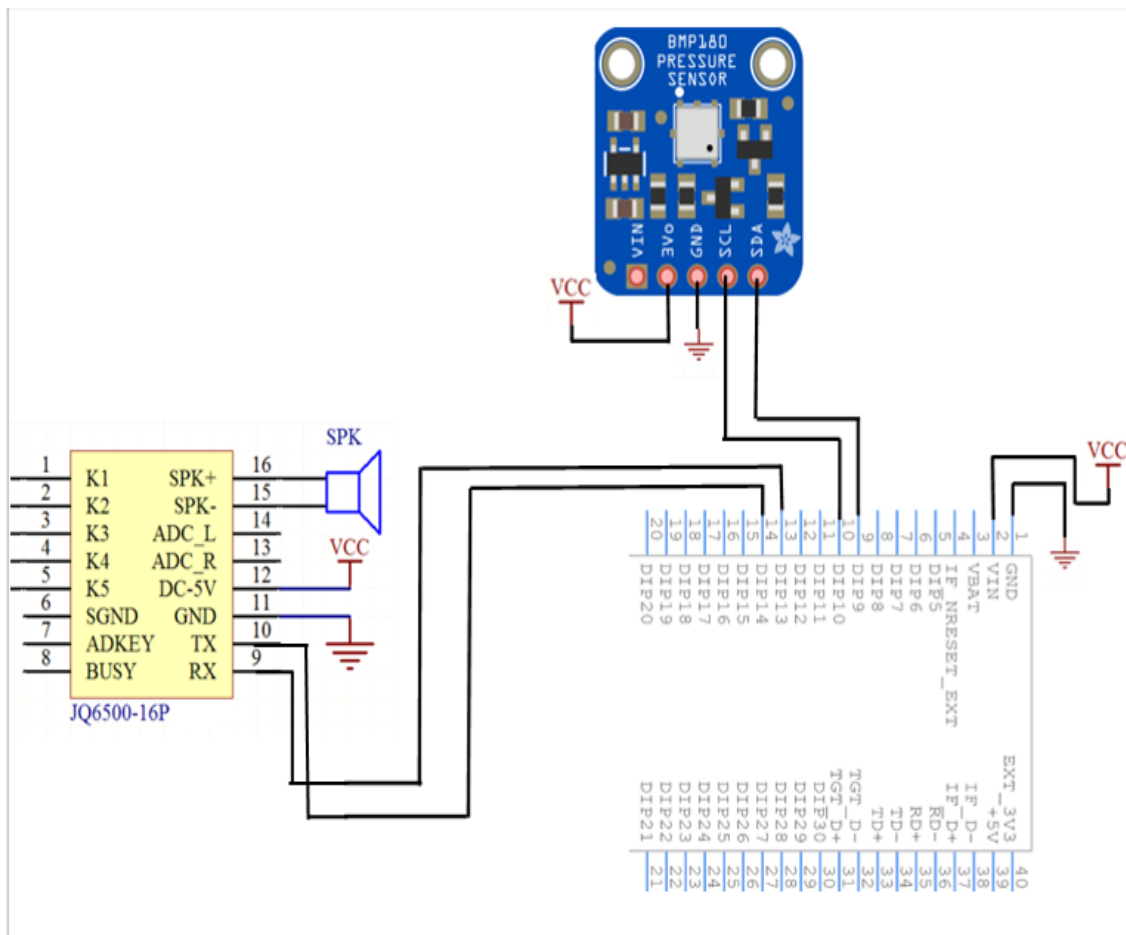 BMP180
PRESSURE
SENSOR
VIN
3Vo
GND
SCL
SDA
VCC
SPK
1 K1 SPK+ 16
2 K2 SPK- 15
3 K3 ADC_L 14
4 K4 ADC_R 13
5 K5 DC-5V 12
6 SGND GND 11
7 ADKEY TX 10
8 BUSY RX 9
VCC
JQ6500-16P
VCC
20 19 18 17 16 15 14 13 12 11 10 9 8 7 6 5 4 3 2 1
DIP20
DIP19
DIP18
DIP17
DIP16
DIP15
DIP14
DIP13
DIP12
DIP11
DIP10
DIP9
DIP8
DIP7
DIP6
DIP5
IF_NRESET_EXT
VBAT
VIN
GND
DIP21
DIP22
DIP23
DIP24
DIP25
DIP26
DIP27
DIP28
DIP29
DIP30
TGT_D+
TGT_D-
TD+
TD-
RD+
RD-
IF_D+
IF_D-
+5V
EXT_3V3
21 22 23 24 25 26 27 28 29 30 31 32 33 34 35 36 37 38 39 40